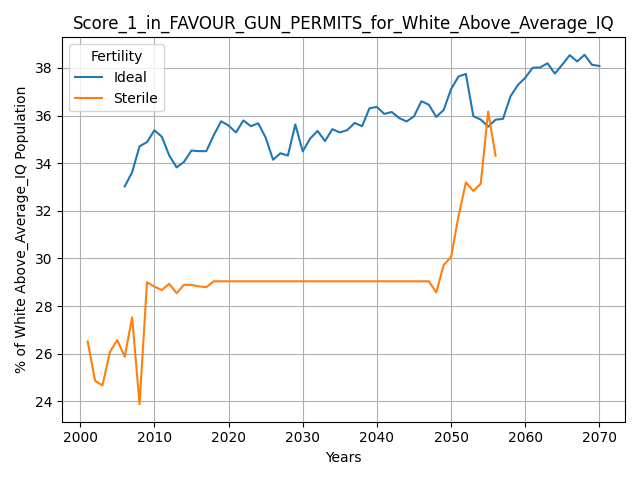 Score_1_in_FAVOUR_GUN_PERMITS_for_White_Above_Average_IQ
Fertility
Ideal
Sterile
% of White Above_Average_IQ Population
38
36
34
32
30
28
26
24
2000 2010 2020 2030 2040 2050 2060 2070
Years